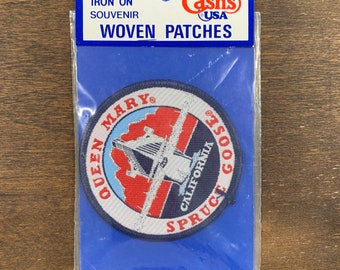 IRON ON
SOUVENIR
Cash's
USA
WOVEN PATCHES
QUEEN MARY®
CALIFORNIA
SPRUCE GOOSE®